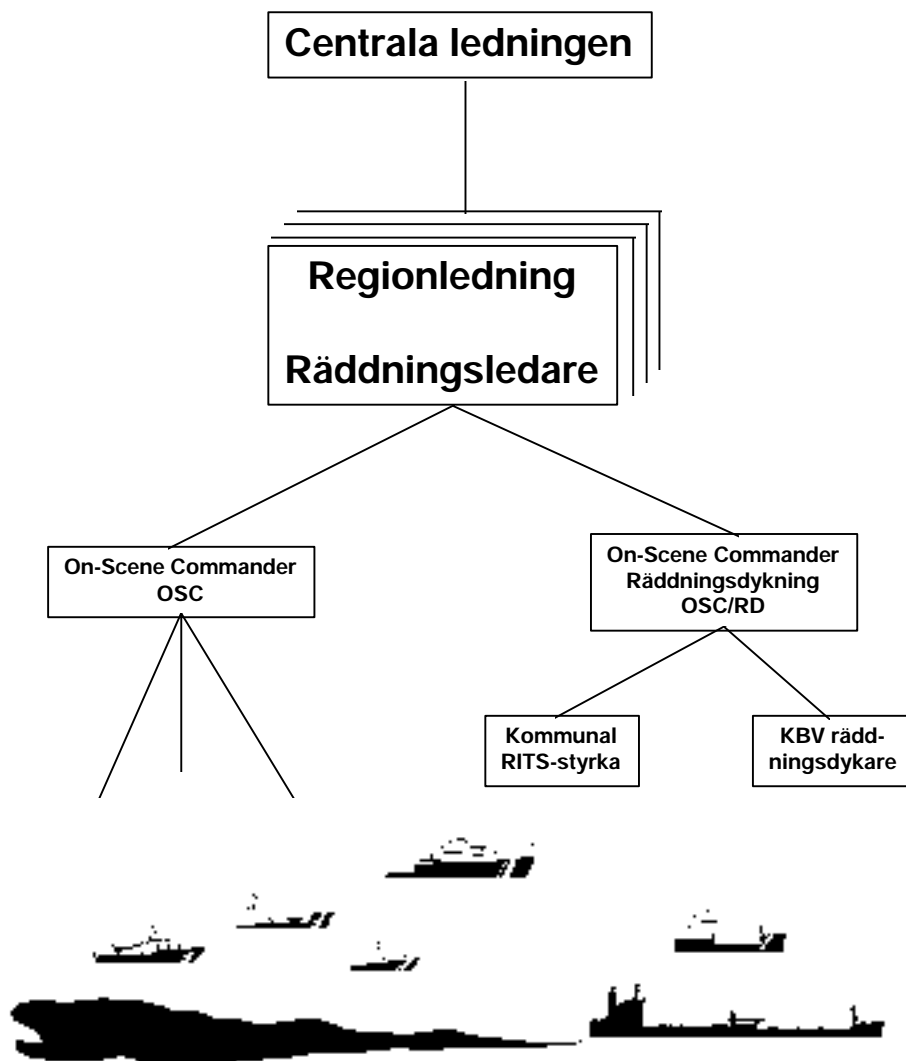 Centrala ledningen
Regionledning
Räddningsledare
On-Scene Commander
OSC
On-Scene Commander
Räddningsdykning
OSC/RD
Kommunal
RITS-styrka
KBV rädd-
ningsdykare